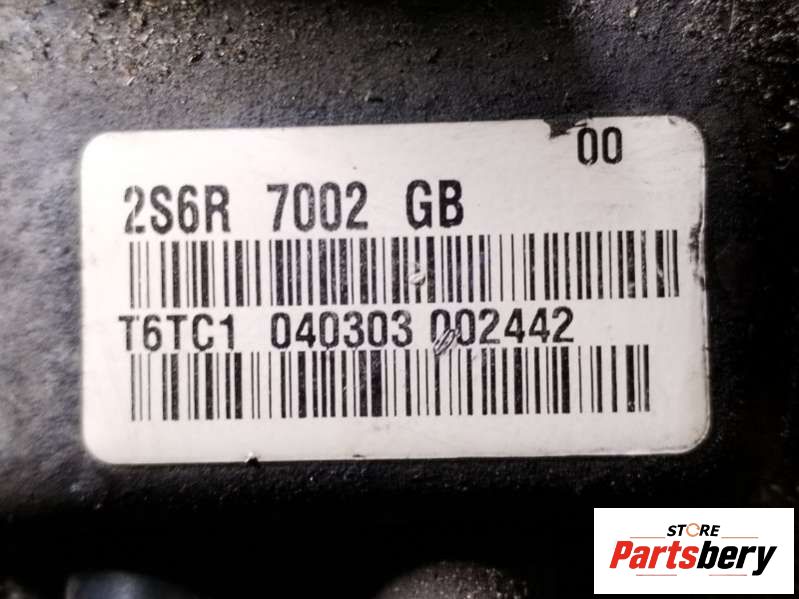 00
2S6R 7002 GB
T6TC1 040303 002442
STORE
Partsbery